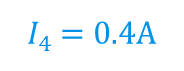 I₄ = 0.4A